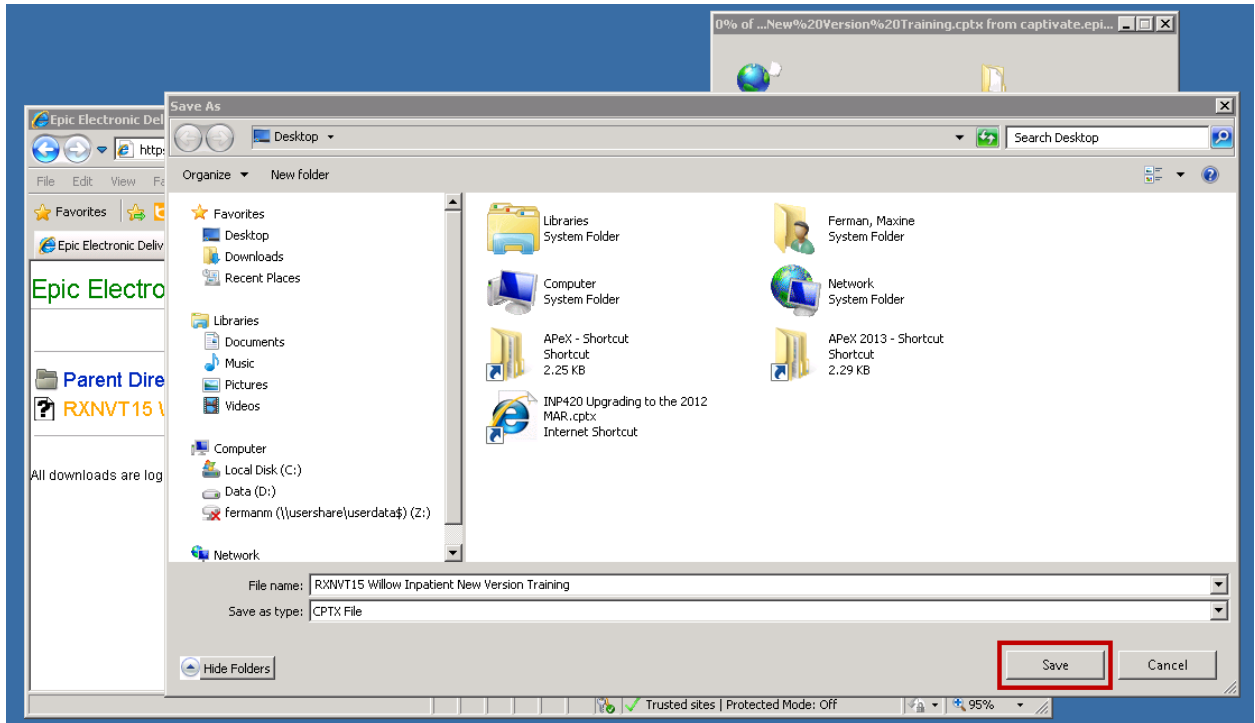 0% of ...New%20Version%20Training.cptx from captivate.epi...
Epic Electronic Del
Save As
Desktop
Search Desktop
http:
File Edit View Fa
Organize New folder
Favorites
Epic Electronic Deliv
Epic Electro
Parent Dire
RXNVT15
All downloads are log
Favorites
Desktop
Downloads
Recent Places
Libraries
Documents
Music
Pictures
Videos
Computer
Local Disk (C:)
Data (D:)
fermanm (\\usershare\userdata$) (Z:)
Network
Libraries
System Folder
Ferman, Maxine
System Folder
Computer
System Folder
Network
System Folder
APeX - Shortcut
Shortcut
2.25 KB
APeX 2013 - Shortcut
Shortcut
2.29 KB
INP420 Upgrading to the 2012
MAR.cptx
Internet Shortcut
File name: RXNVT15 Willow Inpatient New Version Training
Save as type: CPTX File
Hide Folders
Save
Cancel
Trusted sites | Protected Mode: Off
95%